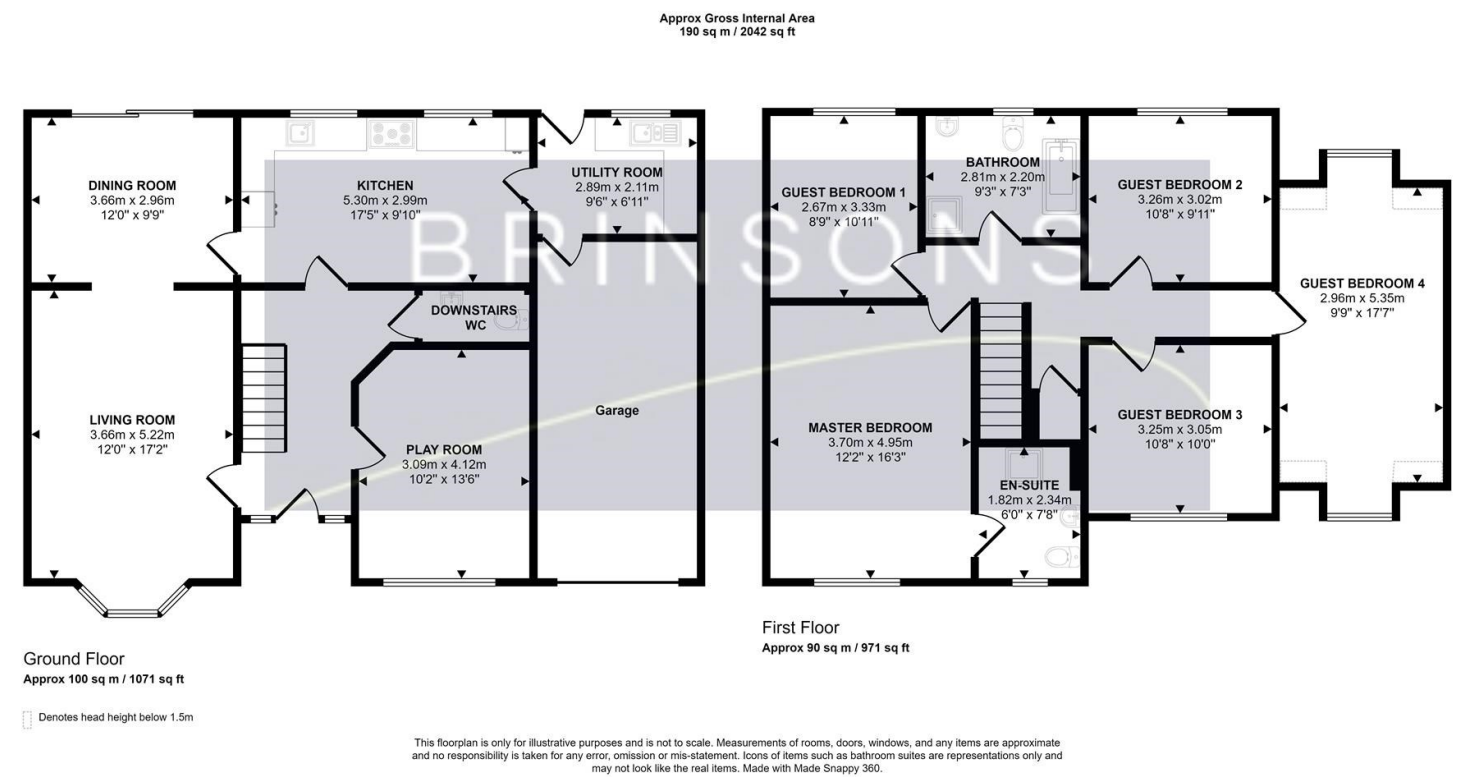 Approx Gross Internal Area
190 sq m / 2042 sq ft
DINING ROOM
3.66m x 2.96m
12'0" x 9'9"
KITCHEN
5.30m x 2.99m
17'5" x 9'10"
UTILITY ROOM
2.89m x 2.11m
9'6" x 6'11"
DOWNSTAIRS
WC
LIVING ROOM
3.66m x 5.22m
12'0" x 17'2"
PLAY ROOM
3.09m x 4.12m
10'2" x 13'6"
Garage
BRINSONS
GUEST BEDROOM 1
2.67m x 3.33m
8'9" x 10'11"
BATHROOM
2.81m x 2.20m
9'3" x 7'3"
GUEST BEDROOM 2
3.26m x 3.02m
10'8" x 9'11"
GUEST BEDROOM 4
2.96m x 5.35m
9'9" x 17'7"
MASTER BEDROOM
3.70m x 4.95m
12'2" x 16'3"
GUEST BEDROOM 3
3.25m x 3.05m
10'8" x 10'0"
EN-SUITE
1.82m x 2.34m
6'0" x 7'8"
Ground Floor
Approx 100 sq m / 1071 sq ft
First Floor
Approx 90 sq m / 971 sq ft
Denotes head height below 1.5m
This floorplan is only for illustrative purposes and is not to scale. Measurements of rooms, doors, windows, and any items are approximate
and no responsibility is taken for any error, omission or mis-statement. Icons of items such as bathroom suites are representations only and
may not look like the real items. Made with Made Snappy 360.